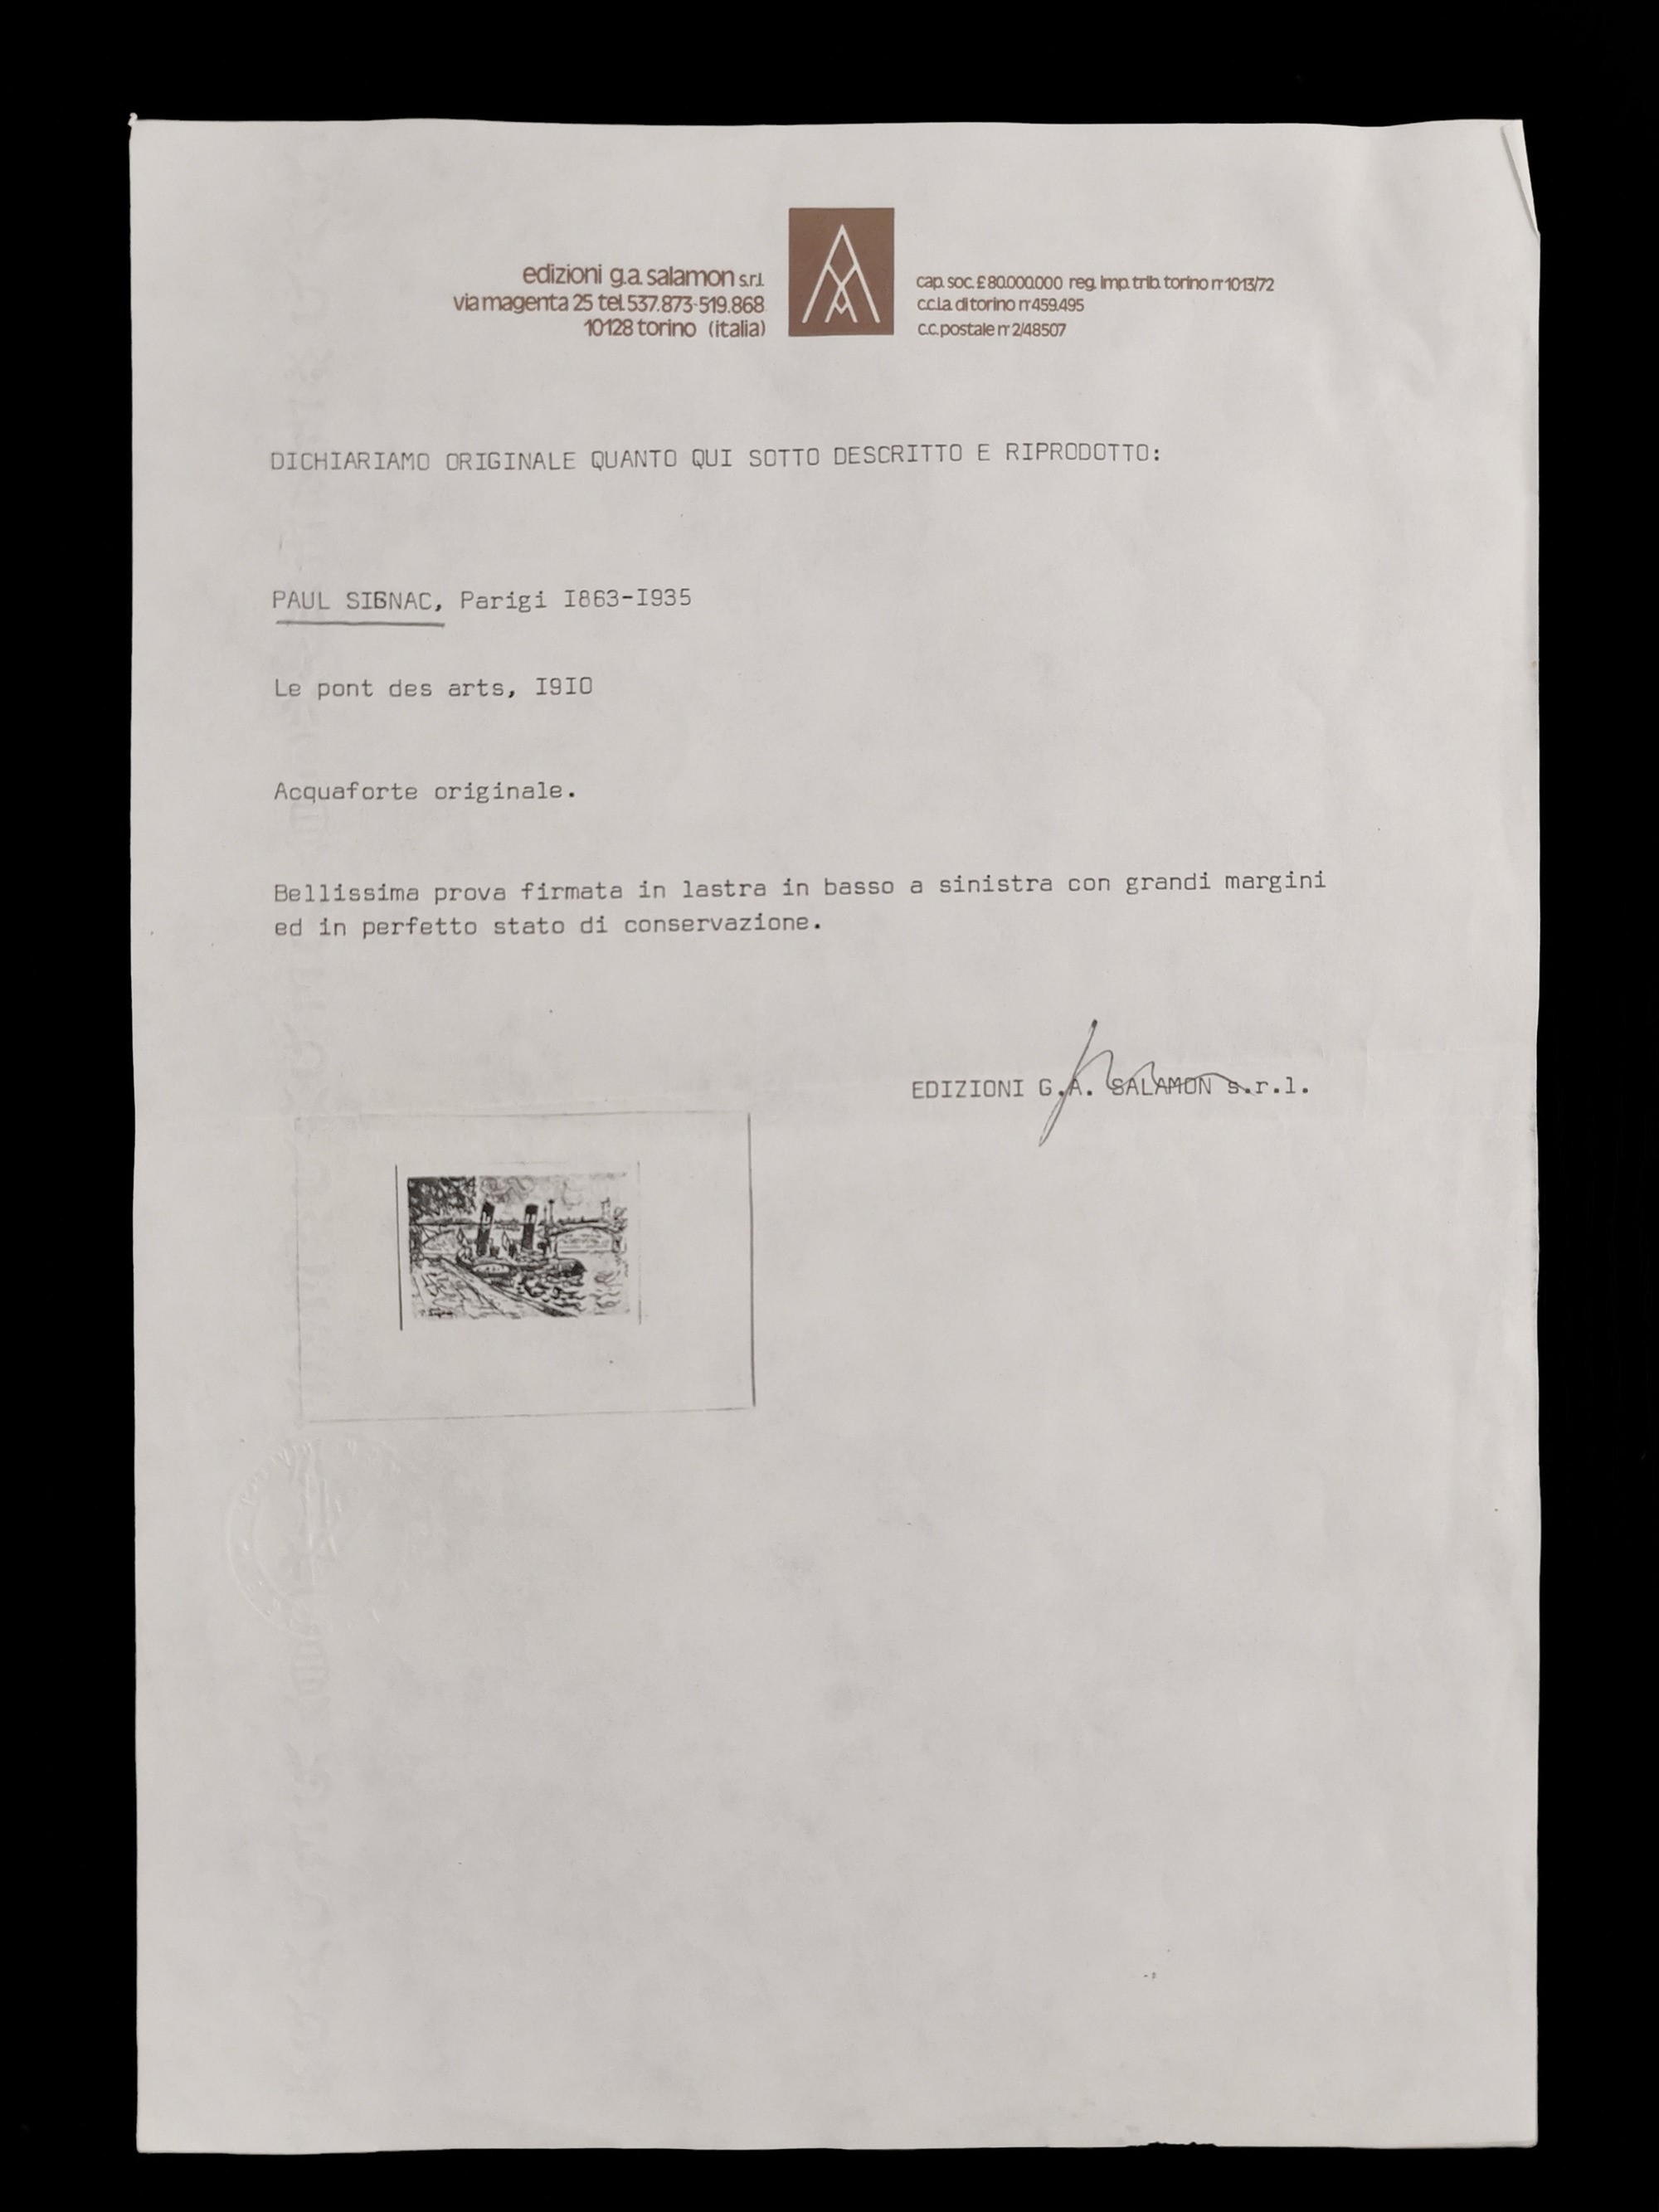 edizioni g.a. salamon s.r.l.
via magenta 25 tel. 537.873-519.868
10128 torino (italia)
cap. soc. £ 80.000.000 reg. imp. trib. torino n° 1013/72
c.c.i.a. di torino n° 459.495
c.c. postale n° 2/48507
DICHIARIAMO ORIGINALE QUANTO QUI SOTTO DESCRITTO E RIPRODOTTO:
PAUL SIGNAC, Parigi I863-I935
Le pont des arts, I9I0
Acquaforte originale.
Bellissima prova firmata in lastra in basso a sinistra con grandi margini
ed in perfetto stato di conservazione.
EDIZIONI G.A. SALAMON s.r.l.